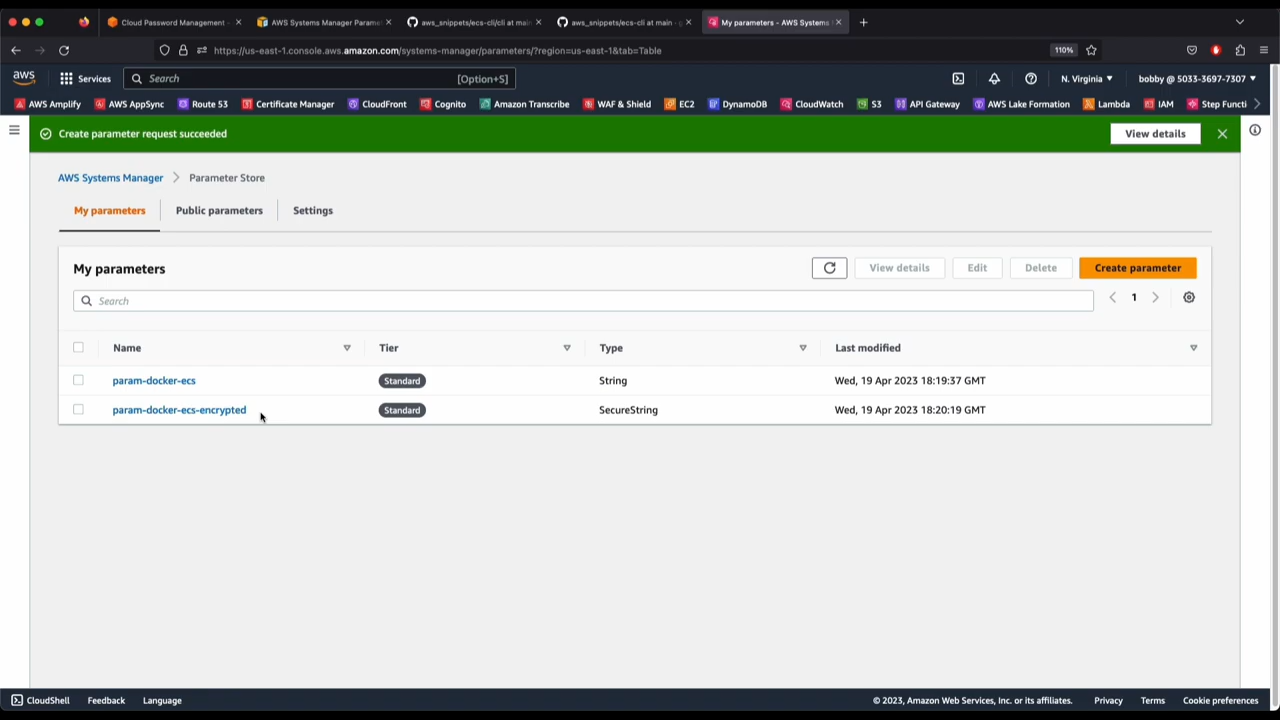 Cloud Password Management -
AWS Systems Manager Parame
aws_snippets/ecs-cli/cli at main
aws_snippets/ecs-cli at main · g
My parameters - AWS Systems
https://us-east-1.console.aws.amazon.com/systems-manager/parameters/?region=us-east-1&tab=Table
110%
aws
Services
Search
[Option+S]
N. Virginia
bobby @ 5033-3697-7307
AWS Amplify
AWS AppSync
Route 53
Certificate Manager
CloudFront
Cognito
Amazon Transcribe
WAF & Shield
EC2
DynamoDB
CloudWatch
S3
API Gateway
AWS Lake Formation
Lambda
IAM
Step Functi
Create parameter request succeeded
View details
AWS Systems Manager
Parameter Store
My parameters
Public parameters
Settings
My parameters
View details
Edit
Delete
Create parameter
Search
1
Name
Tier
Type
Last modified
param-docker-ecs
Standard
String
Wed, 19 Apr 2023 18:19:37 GMT
param-docker-ecs-encrypted
Standard
SecureString
Wed, 19 Apr 2023 18:20:19 GMT
CloudShell
Feedback
Language
© 2023, Amazon Web Services, Inc. or its affiliates.
Privacy
Terms
Cookie preferences